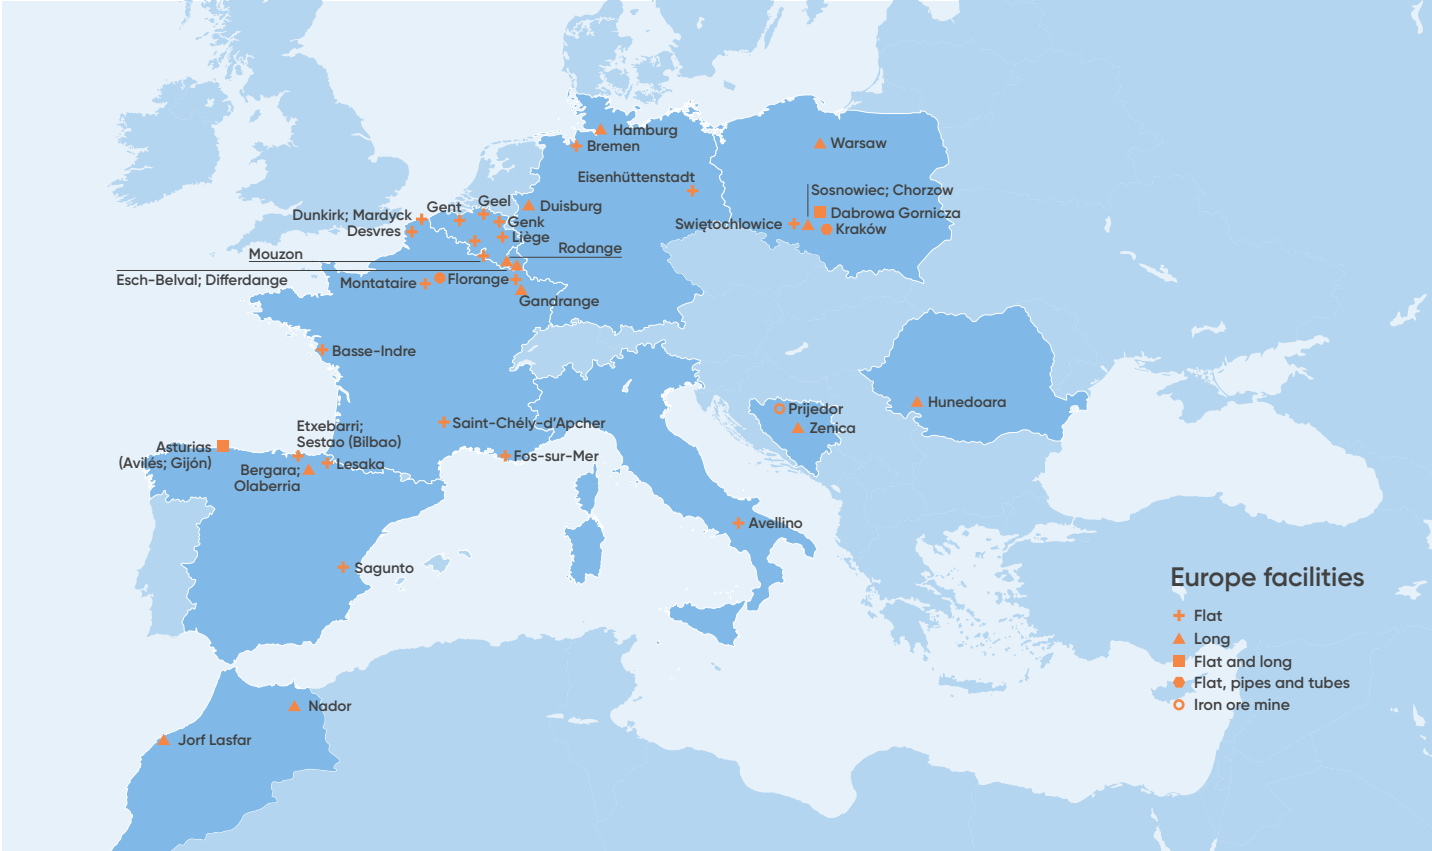 Hamburg
Bremen
Warsaw
Eisenhüttenstadt
Sosnowiec; Chorzow
Geel
Gent
Duisburg
Dunkirk; Mardyck
Dabrowa Gornicza
Genk
Swiętochlowice
Kraków
Desvres
Liège
Rodange
Mouzon
Esch-Belval; Differdange
Montataire
Florange
Gandrange
Basse-Indre
Hunedoara
Prijedor
Zenica
Saint-Chély-d'Apcher
Etxebarri;
Sestao (Bilbao)
Asturias
(Avilés; Gijón)
Fos-sur-Mer
Lesaka
Bergara;
Olaberria
Avellino
Sagunto
Europe facilities
Flat
Long
Flat and long
Flat, pipes and tubes
Iron ore mine
Nador
Jorf Lasfar